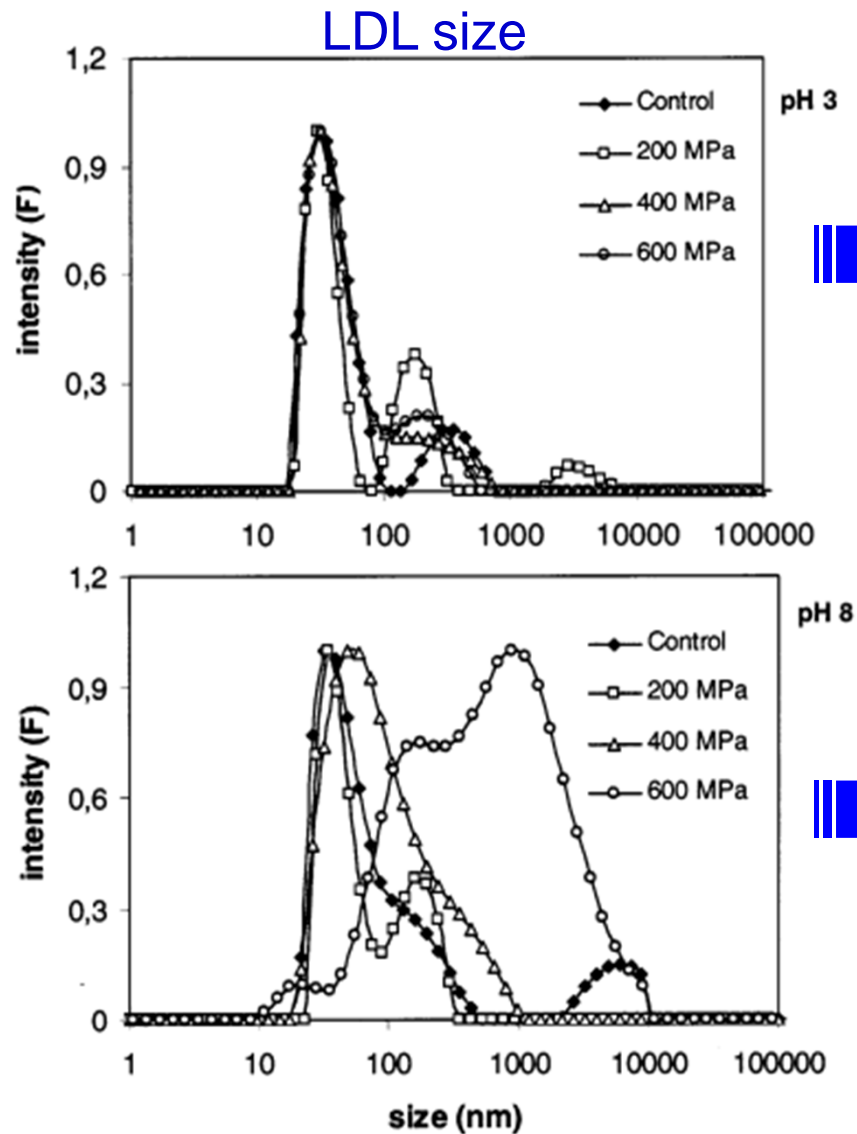 LDL size
1,2
0,9
0,6
0,3
0
intensity (F)
Control
200 MPa
400 MPa
600 MPa
pH 3
1 10 100 1000 10000 100000
1,2
0,9
0,6
0,3
0
intensity (F)
Control
200 MPa
400 MPa
600 MPa
pH 8
1 10 100 1000 10000 100000
size (nm)